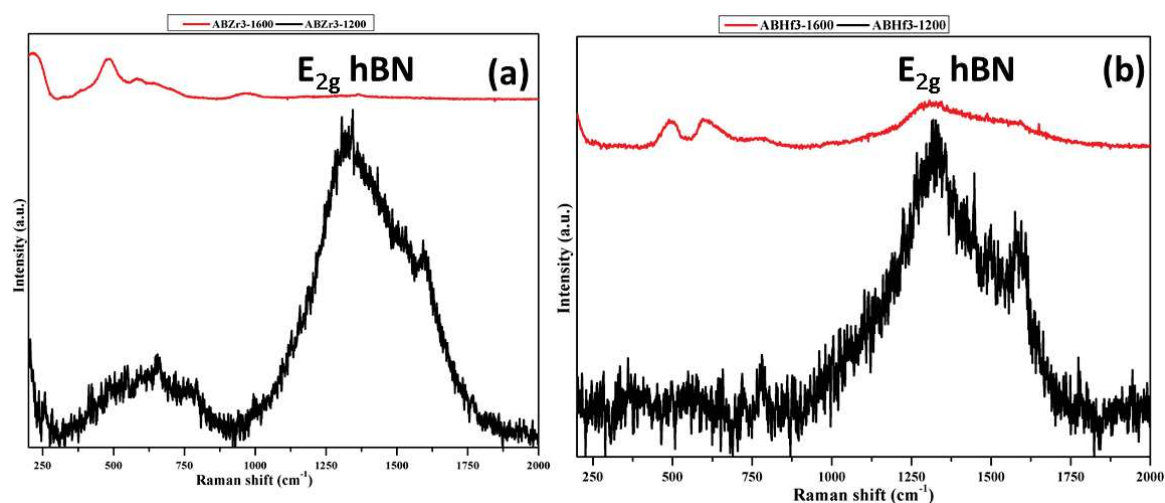 ABZr3-1600 ABZr3-1200
E2g hBN (a)
Intensity (a.u.)
250 500 750 1000 1250 1500 1750 2000
Raman shift (cm-1)
ABHf3-1600 ABHf3-1200
E2g hBN (b)
Intensity (a.u.)
250 500 750 1000 1250 1500 1750 2000
Raman shift (cm-1)